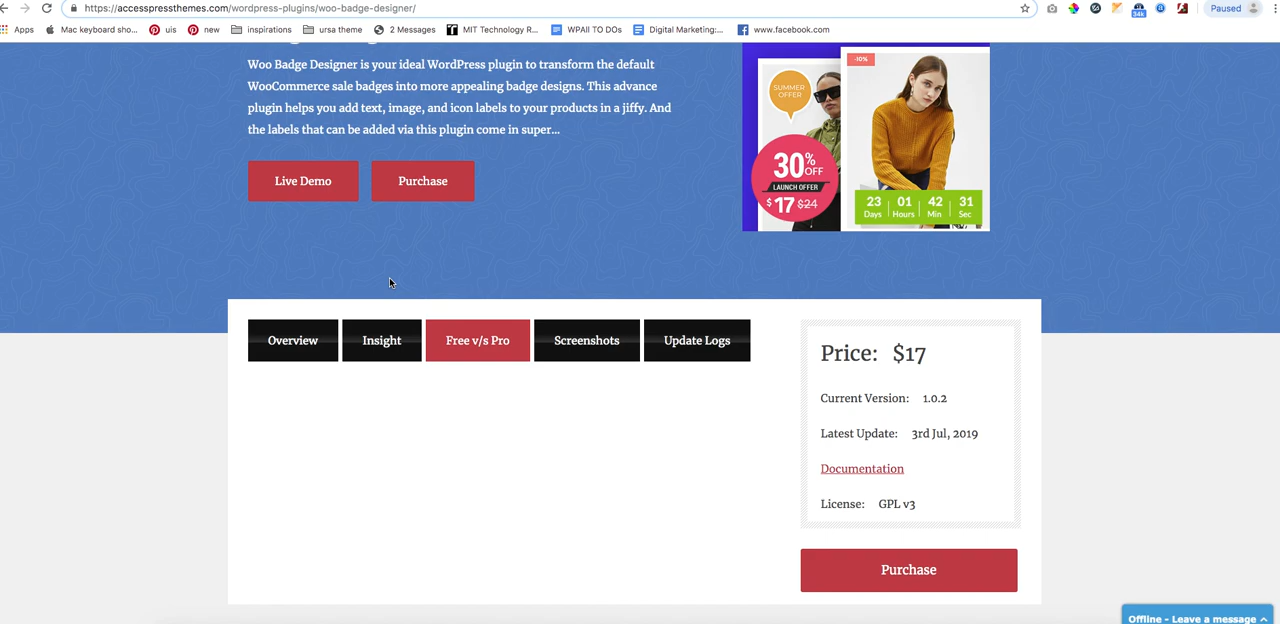 https://accesspressthemes.com/wordpress-plugins/woo-badge-designer/
34k
Paused
Apps
Mac keyboard sho...
uis
new
inspirations
ursa theme
2 Messages
MIT Technology R...
WPAll TO DOs
Digital Marketing:...
www.facebook.com
Woo Badge Designer is your ideal WordPress plugin to transform the default
WooCommerce sale badges into more appealing badge designs. This advance
plugin helps you add text, image, and icon labels to your products in a jiffy. And
the labels that can be added via this plugin come in super...
Live Demo
Purchase
SUMMER
OFFER
30%
OFF
LAUNCH OFFER
$17 $24
-10%
23 01 42 31
Days Hours Min Sec
Overview
Insight
Free v/s Pro
Screenshots
Update Logs
Price: $17
Current Version: 1.0.2
Latest Update: 3rd Jul, 2019
Documentation
License: GPL v3
Purchase
Offline - Leave a message